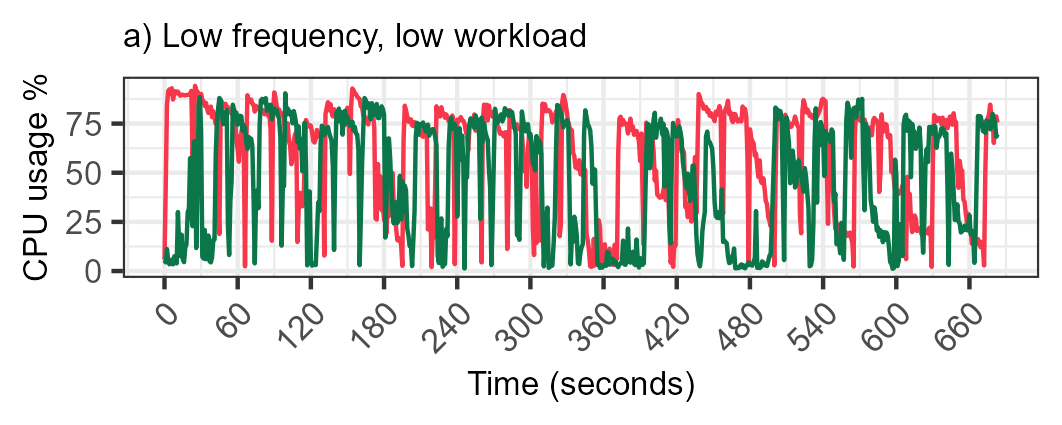 a) Low frequency, low workload
CPU usage %
75
50
25
0
0 60 120 180 240 300 360 420 480 540 600 660
Time (seconds)